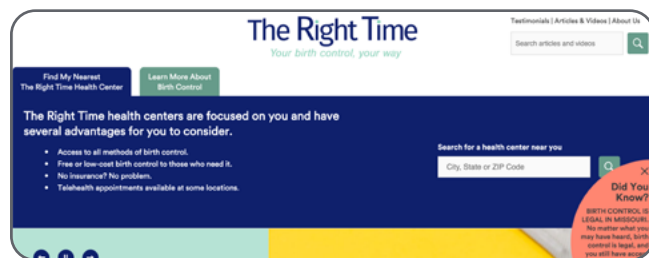 Testimonials | Articles & Videos | About Us
The Right Time
Your birth control, your way
Search articles and videos
Find My Nearest
The Right Time Health Center
Learn More About
Birth Control
The Right Time health centers are focused on you and have
several advantages for you to consider.
• Access to all methods of birth control.
• Free or low-cost birth control to those who need it.
• No insurance? No problem.
• Telehealth appointments available at some locations.
Search for a health center near you
City, State or ZIP Code
Did You
Know?
BIRTH CONTROL IS
LEGAL IN MISSOURI.
No matter what you
may have heard, birth
control is legal, and
you still have access